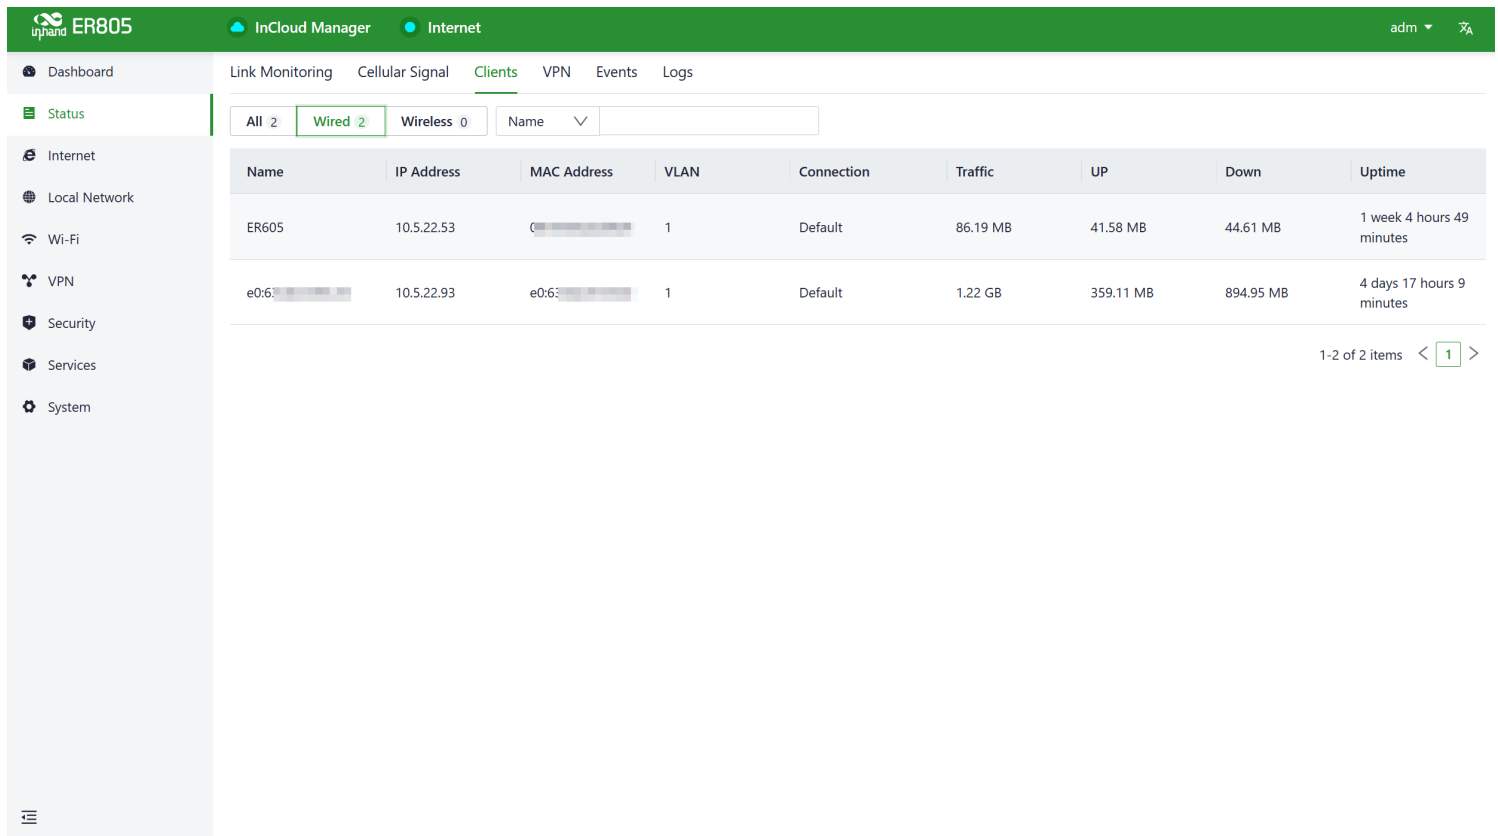 inhand ER805 InCloud Manager Internet adm
Dashboard
Status
Internet
Local Network
Wi-Fi
VPN
Security
Services
System
Link Monitoring Cellular Signal Clients VPN Events Logs
All 2 Wired 2 Wireless 0 Name
Name IP Address MAC Address VLAN Connection Traffic UP Down Uptime
ER605 10.5.22.53 1 Default 86.19 MB 41.58 MB 44.61 MB 1 week 4 hours 49
minutes
10.5.22.93 1 Default 1.22 GB 359.11 MB 894.95 MB 4 days 17 hours 9
minutes
1-2 of 2 items 1